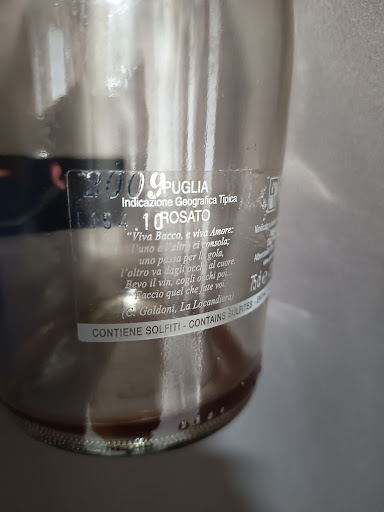 2009
PUGLIA
Indicazione Geografica Tipica
ROSATO
"Viva Bacco, e viva Amore:
l'uno e l'altro ci consola;
uno passa per la gola,
l'altro va dagli occhi al cuore.
Bevo il vin, cogli occhi poi...
Faccio quel che fate voi.
(C. Goldoni, La Locandiera)
CONTIENE SOLFITI - CONTAINS SULFITES -
75cl e